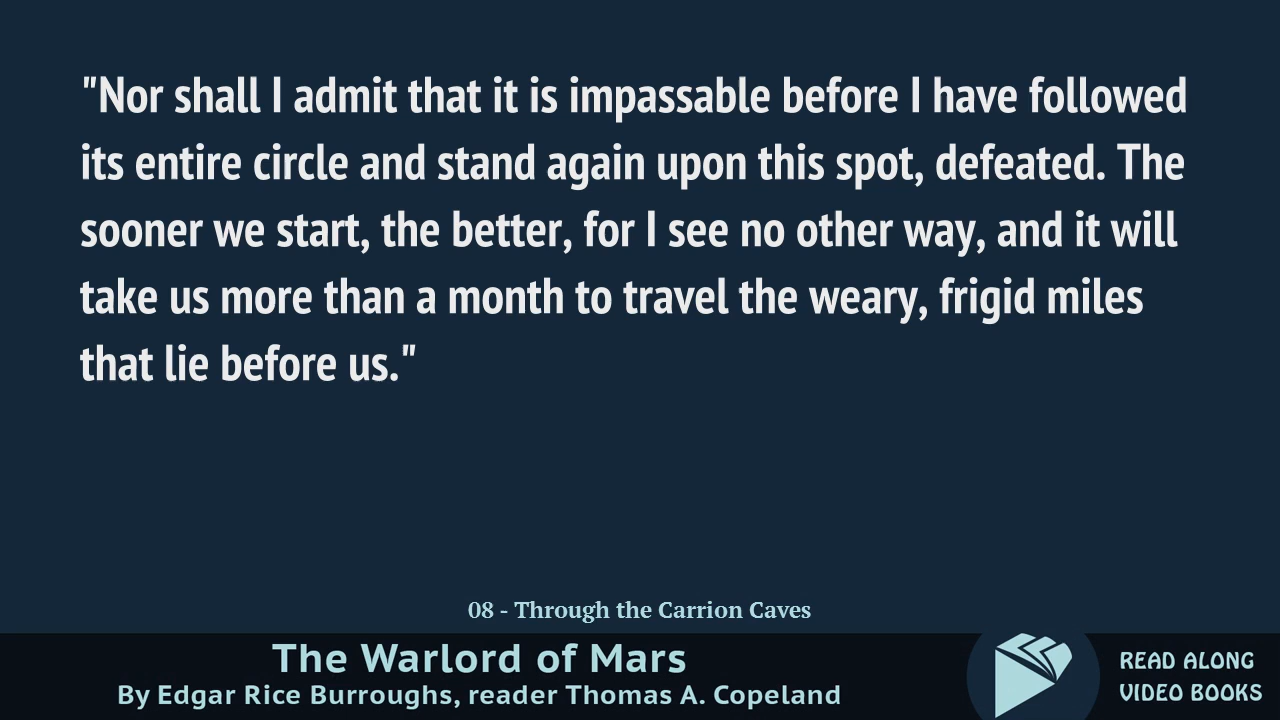 "Nor shall I admit that it is impassable before I have followed
its entire circle and stand again upon this spot, defeated. The
sooner we start, the better, for I see no other way, and it will
take us more than a month to travel the weary, frigid miles
that lie before us."
08 - Through the Carrion Caves
The Warlord of Mars
By Edgar Rice Burroughs, reader Thomas A. Copeland
READ ALONG
VIDEO BOOKS